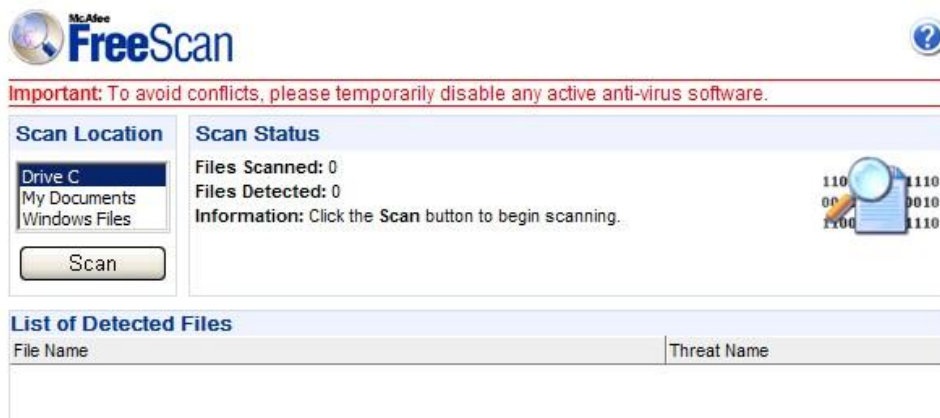 McAfee
FreeScan
Important: To avoid conflicts, please temporarily disable any active anti-virus software.
Scan Location
Drive C
My Documents
Windows Files
Scan
Scan Status
Files Scanned: 0
Files Detected: 0
Information: Click the Scan button to begin scanning.
List of Detected Files
File Name Threat Name